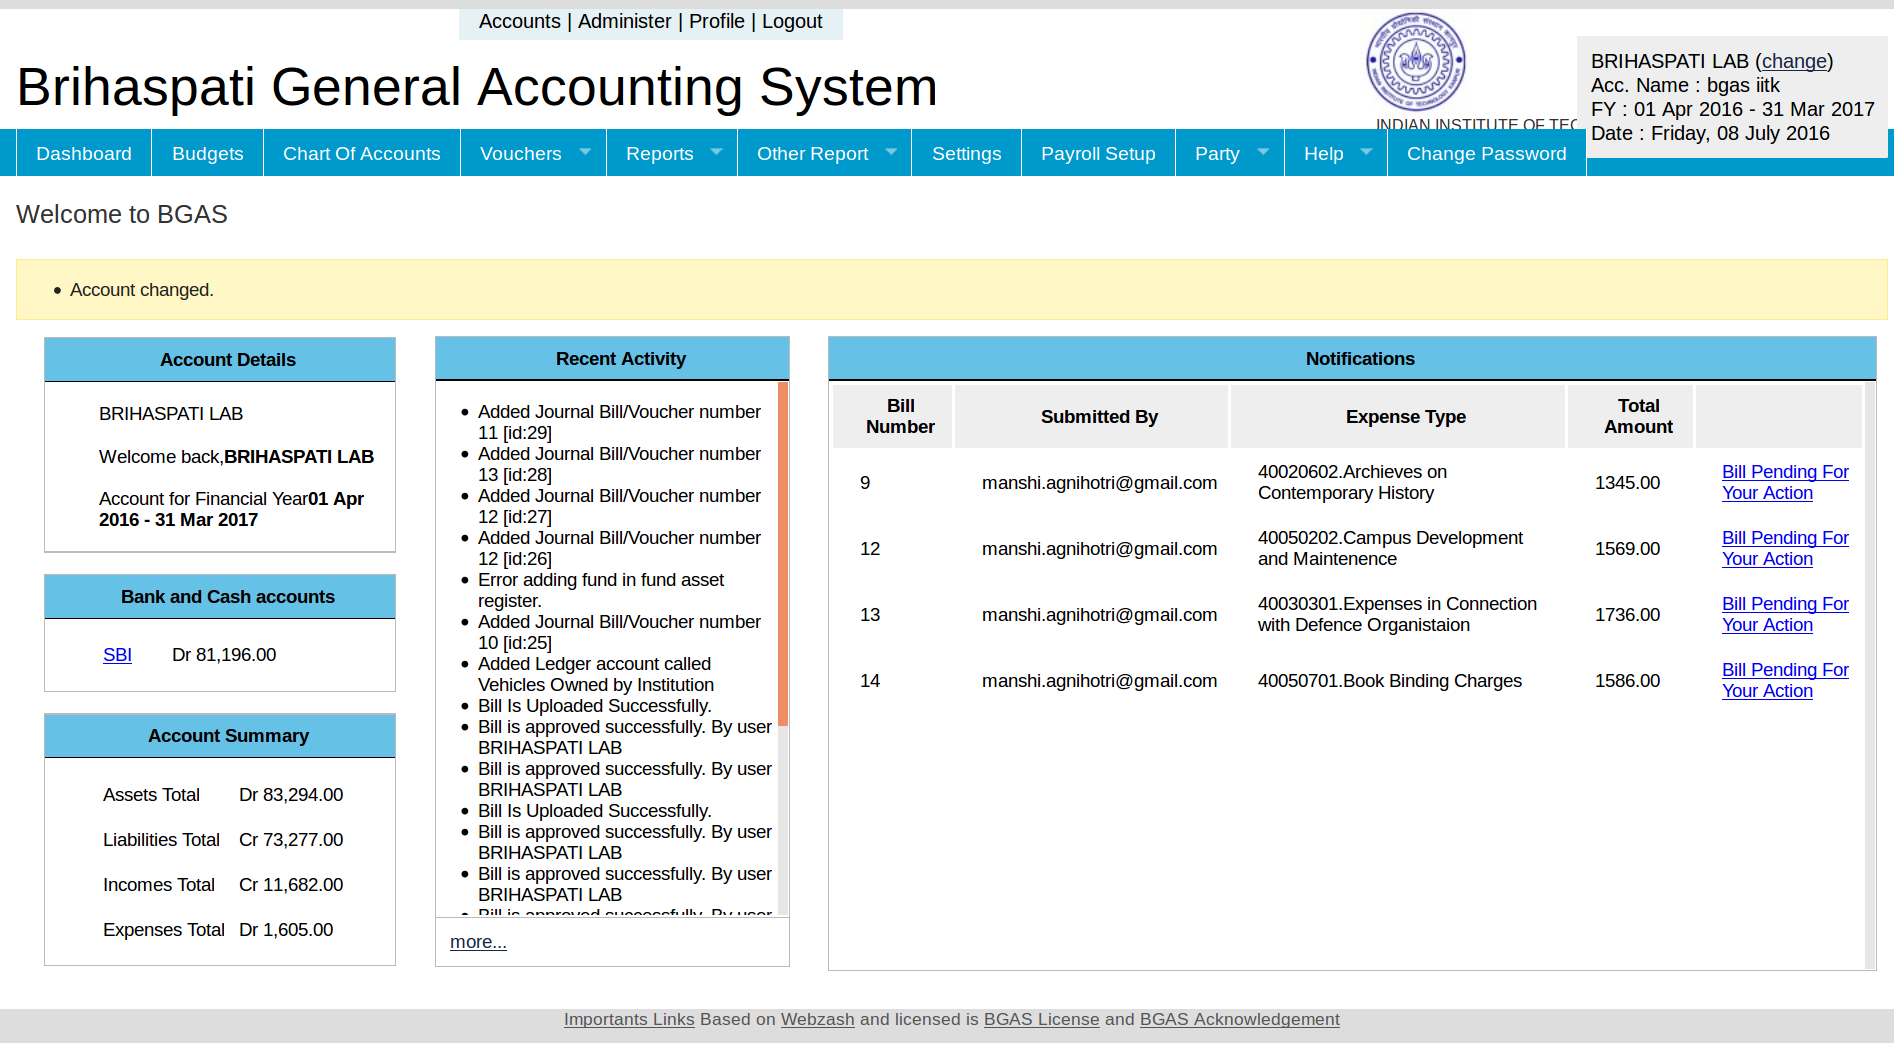 Accounts | Administer | Profile | Logout
Brihaspati General Accounting System
INDIAN INSTITUTE OF TEC
BRIHASPATI LAB (change)
Acc. Name : bgas iitk
FY : 01 Apr 2016 - 31 Mar 2017
Date : Friday, 08 July 2016
Dashboard Budgets Chart Of Accounts Vouchers Reports Other Report Settings Payroll Setup Party Help Change Password
Welcome to BGAS
Account changed.
Account Details
BRIHASPATI LAB
Welcome back,BRIHASPATI LAB
Account for Financial Year01 Apr
2016 - 31 Mar 2017
Bank and Cash accounts
SBI Dr 81,196.00
Account Summary
Assets Total Dr 83,294.00
Liabilities Total Cr 73,277.00
Incomes Total Cr 11,682.00
Expenses Total Dr 1,605.00
Recent Activity
Added Journal Bill/Voucher number
11 [id:29]
Added Journal Bill/Voucher number
13 [id:28]
Added Journal Bill/Voucher number
12 [id:27]
Added Journal Bill/Voucher number
12 [id:26]
Error adding fund in fund asset
register.
Added Journal Bill/Voucher number
10 [id:25]
Added Ledger account called
Vehicles Owned by Institution
Bill Is Uploaded Successfully.
Bill is approved successfully. By user
BRIHASPATI LAB
Bill is approved successfully. By user
BRIHASPATI LAB
Bill Is Uploaded Successfully.
Bill is approved successfully. By user
BRIHASPATI LAB
Bill is approved successfully. By user
BRIHASPATI LAB
Bill is approved successfully. By user
more...
Notifications
Bill
Number
Submitted By
Expense Type
Total
Amount
9
manshi.agnihotri@gmail.com
40020602.Archieves on
Contemporary History
1345.00
Bill Pending For
Your Action
12
manshi.agnihotri@gmail.com
40050202.Campus Development
and Maintenence
1569.00
Bill Pending For
Your Action
13
manshi.agnihotri@gmail.com
40030301.Expenses in Connection
with Defence Organistaion
1736.00
Bill Pending For
Your Action
14
manshi.agnihotri@gmail.com
40050701.Book Binding Charges
1586.00
Bill Pending For
Your Action
Importants Links Based on Webzash and licensed is BGAS License and BGAS Acknowledgement